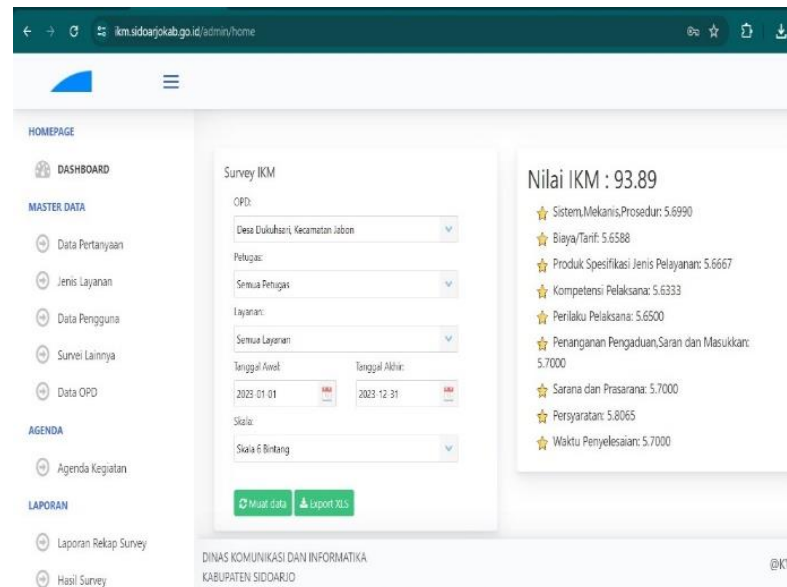 ikm.sidoarjokab.go.id/admin/home
HOMEPAGE
DASHBOARD
MASTER DATA
Data Pertanyaan
Jenis Layanan
Data Pengguna
Survei Lainnya
Data OPD
AGENDA
Agenda Kegiatan
LAPORAN
Laporan Rekap Survey
Hasil Survey
Survey IKM
OPD:
Desa Dukuhsari, Kecamatan Jabon
Petugas:
Semua Petugas
Layanan:
Semua Layanan
Tanggal Awal:
Tanggal Akhir:
2023-01-01
2023-12-31
Skala:
Skala 6 Bintang
Muat data
Export XLS
Nilai IKM : 93.89
Sistem,Mekanis,Prosedur: 5.6990
Biaya/Tarif: 5.6588
Produk Spesifikasi Jenis Pelayanan: 5.6667
Kompetensi Pelaksana: 5.6333
Perilaku Pelaksana: 5.6500
Penanganan Pengaduan,Saran dan Masukkan:
5.7000
Sarana dan Prasarana: 5.7000
Persyaratan: 5.8065
Waktu Penyelesaian: 5.7000
DINAS KOMUNIKASI DAN INFORMATIKA
KABUPATEN SIDOARJO